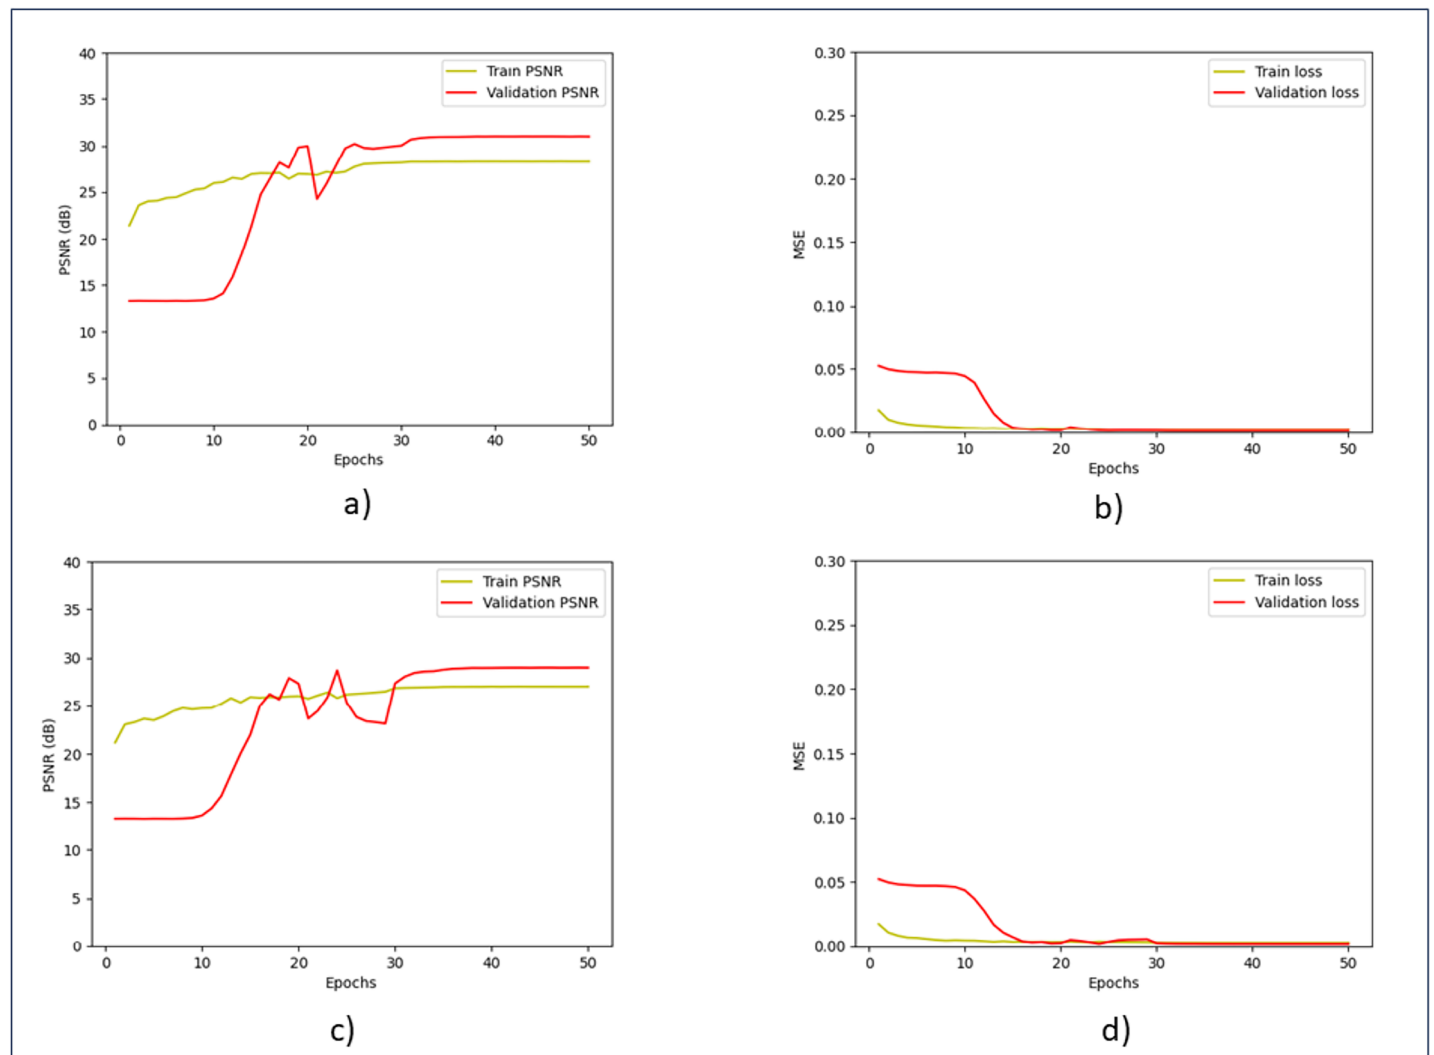 40
35
30
25
20
15
10
5
0
PSNR (dB)
Train PSNR
Validation PSNR
0 10 20 30 40 50
Epochs
a)
0.30
0.25
0.20
0.15
0.10
0.05
0.00
MSE
Train loss
Validation loss
0 10 20 30 40 50
Epochs
b)
40
35
30
25
20
15
10
5
0
PSNR (dB)
Train PSNR
Validation PSNR
0 10 20 30 40 50
Epochs
c)
0.30
0.25
0.20
0.15
0.10
0.05
0.00
MSE
Train loss
Validation loss
0 10 20 30 40 50
Epochs
d)